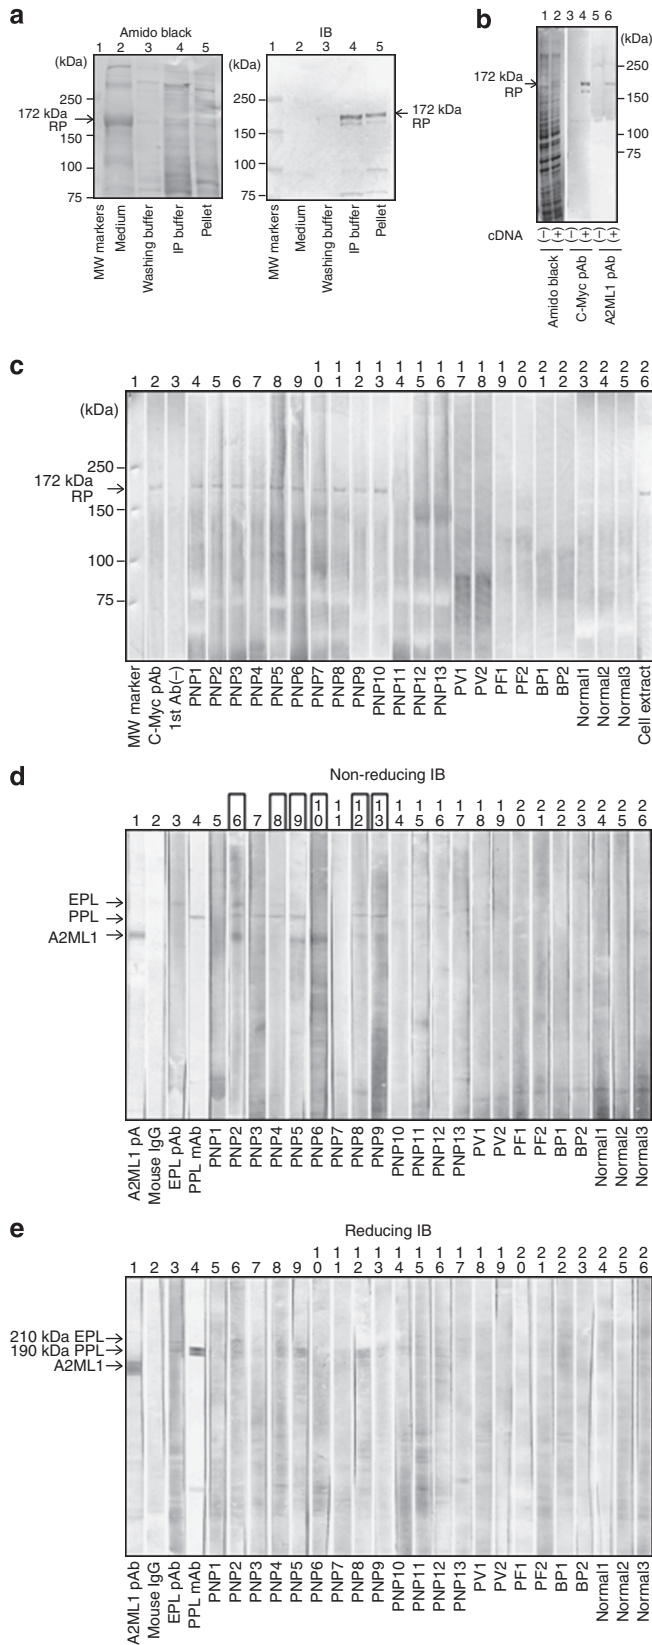 a
Amido black
1 2 3 4 5
(kDa)
250
172 kDa
RP
150
100
75
MW markers
Medium
Washing buffer
IP buffer
Pellet
IB
1 2 3 4 5
(kDa)
250
172 kDa
RP
150
100
75
MW markers
Medium
Washing buffer
IP buffer
Pellet
b
1 2 3 4 5 6
(kDa)
250
172 kDa
RP
150
100
75
cDNA (−) (+) (−) (+) (−) (+)
Amido black
C-Myc pAb
A2ML1 pAb
c
1 2 3 4 5 6 7 8 9 10 11 12 13 14 15 16 17 18 19 20 21 22 23 24 25 26
(kDa)
250
172 kDa
RP
150
100
75
MW marker
C-Myc pAb
1st Ab(−)
PNP1
PNP2
PNP3
PNP4
PNP5
PNP6
PNP7
PNP8
PNP9
PNP10
PNP11
PNP12
PNP13
PV1
PV2
PF1
PF2
BP1
BP2
Normal1
Normal2
Normal3
Cell extract
d
Non-reducing IB
1 2 3 4 5 6 7 8 9 10 11 12 13 14 15 16 17 18 19 20 21 22 23 24 25 26
EPL
PPL
A2ML1
A2ML1 pA
Mouse IgG
EPL pAb
PPL mAb
PNP1
PNP2
PNP3
PNP4
PNP5
PNP6
PNP7
PNP8
PNP9
PNP10
PNP11
PNP12
PNP13
PV1
PV2
PF1
PF2
BP1
BP2
Normal1
Normal2
Normal3
e
Reducing IB
1 2 3 4 5 6 7 8 9 10 11 12 13 14 15 16 17 18 19 20 21 22 23 24 25 26
210 kDa EPL
190 kDa PPL
A2ML1
A2ML1 pAb
Mouse IgG
EPL pAb
PPL mAb
PNP1
PNP2
PNP3
PNP4
PNP5
PNP6
PNP7
PNP8
PNP9
PNP10
PNP11
PNP12
PNP13
PV1
PV2
PF1
PF2
BP1
BP2
Normal1
Normal2
Normal3